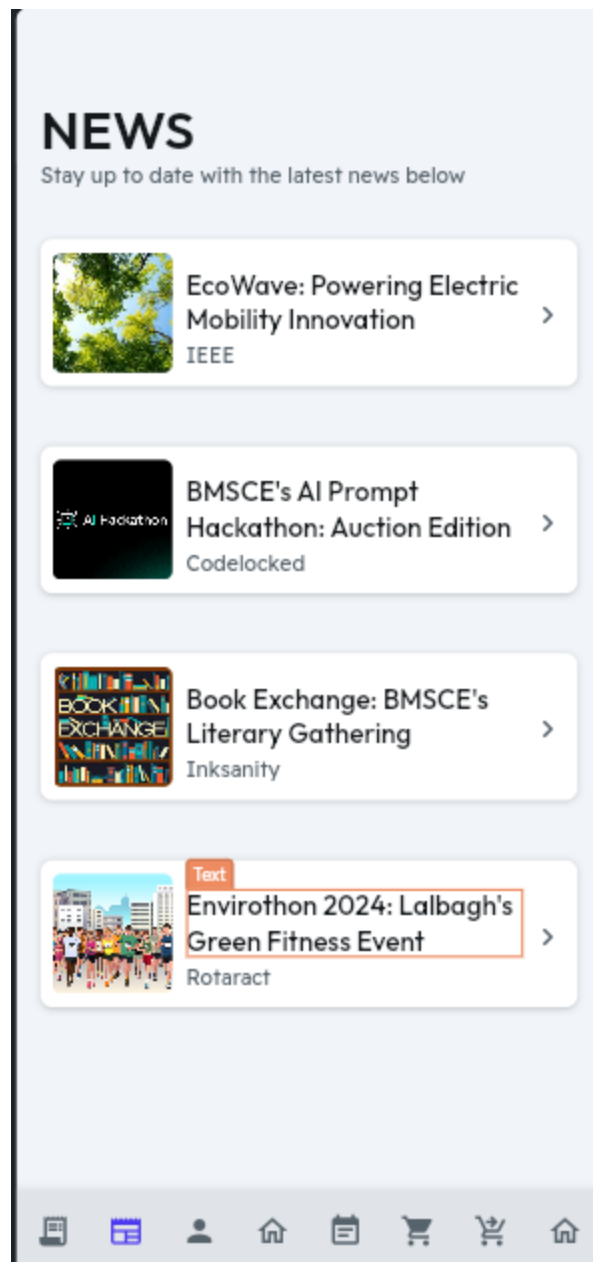 NEWS
Stay up to date with the latest news below
EcoWave: Powering Electric
Mobility Innovation
IEEE
AI Hackathon
BMSCE's AI Prompt
Hackathon: Auction Edition
Codelocked
BOOK
EXCHANGE
Book Exchange: BMSCE's
Literary Gathering
Inksanity
Text
Envirothon 2024: Lalbagh's
Green Fitness Event
Rotaract